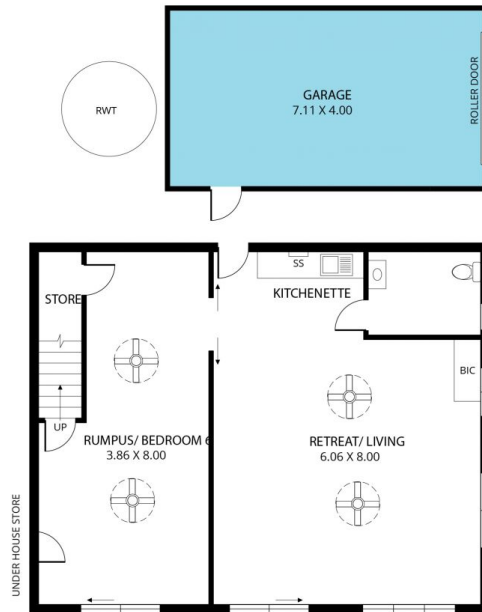 GARAGE
7.11 X 4.00
ROLLER DOOR
RWT
SS
KITCHENETTE
STORE
BIC
UP
RUMPUS/ BEDROOM 6
3.86 X 8.00
RETREAT/ LIVING
6.06 X 8.00
UNDER HOUSE STORE